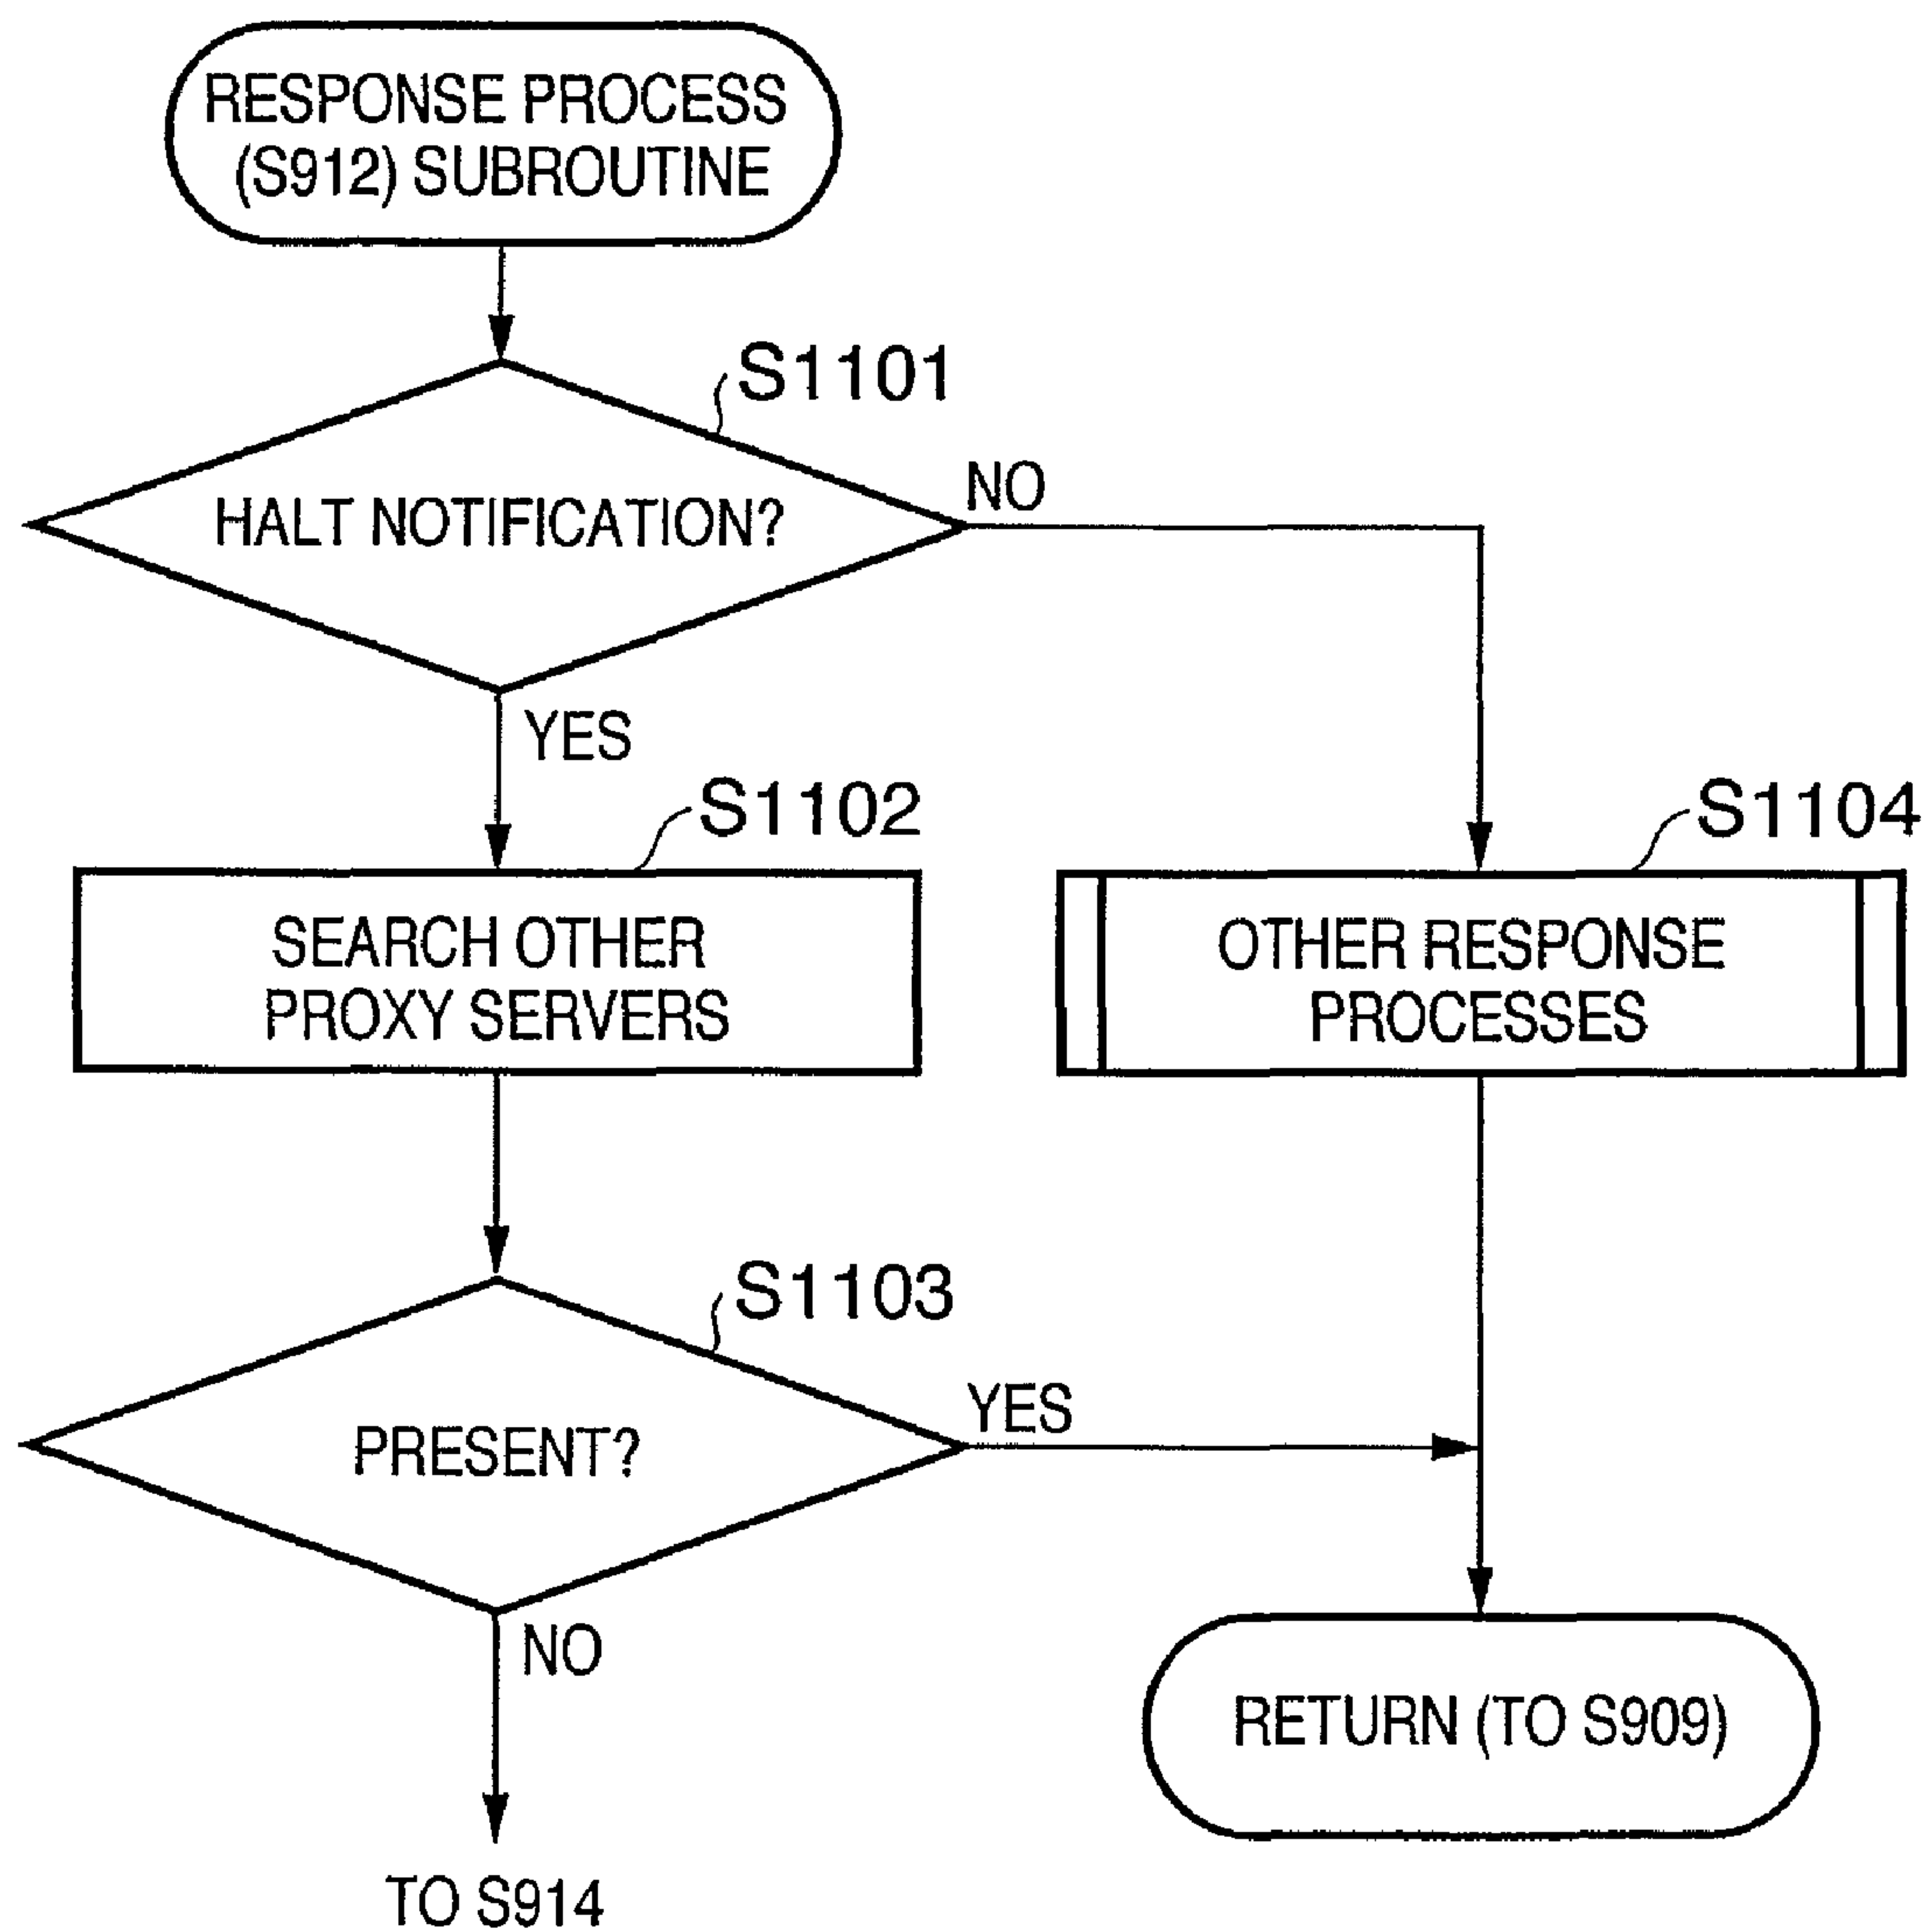 RESPONSE PROCESS
(S912) SUBROUTINE
S1101
HALT NOTIFICATION?
NO
YES
S1102
SEARCH OTHER
PROXY SERVERS
S1104
OTHER RESPONSE
PROCESSES
S1103
PRESENT?
YES
NO
RETURN (TO S909)
TO S914